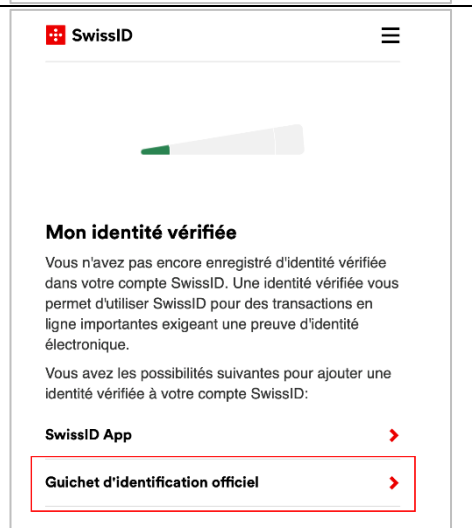 SwissID
Mon identité vérifiée
Vous n'avez pas encore enregistré d'identité vérifiée
dans votre compte SwissID. Une identité vérifiée vous
permet d'utiliser SwissID pour des transactions en
ligne importantes exigeant une preuve d'identité
électronique.
Vous avez les possibilités suivantes pour ajouter une
identité vérifiée à votre compte SwissID:
SwissID App
Guichet d'identification officiel